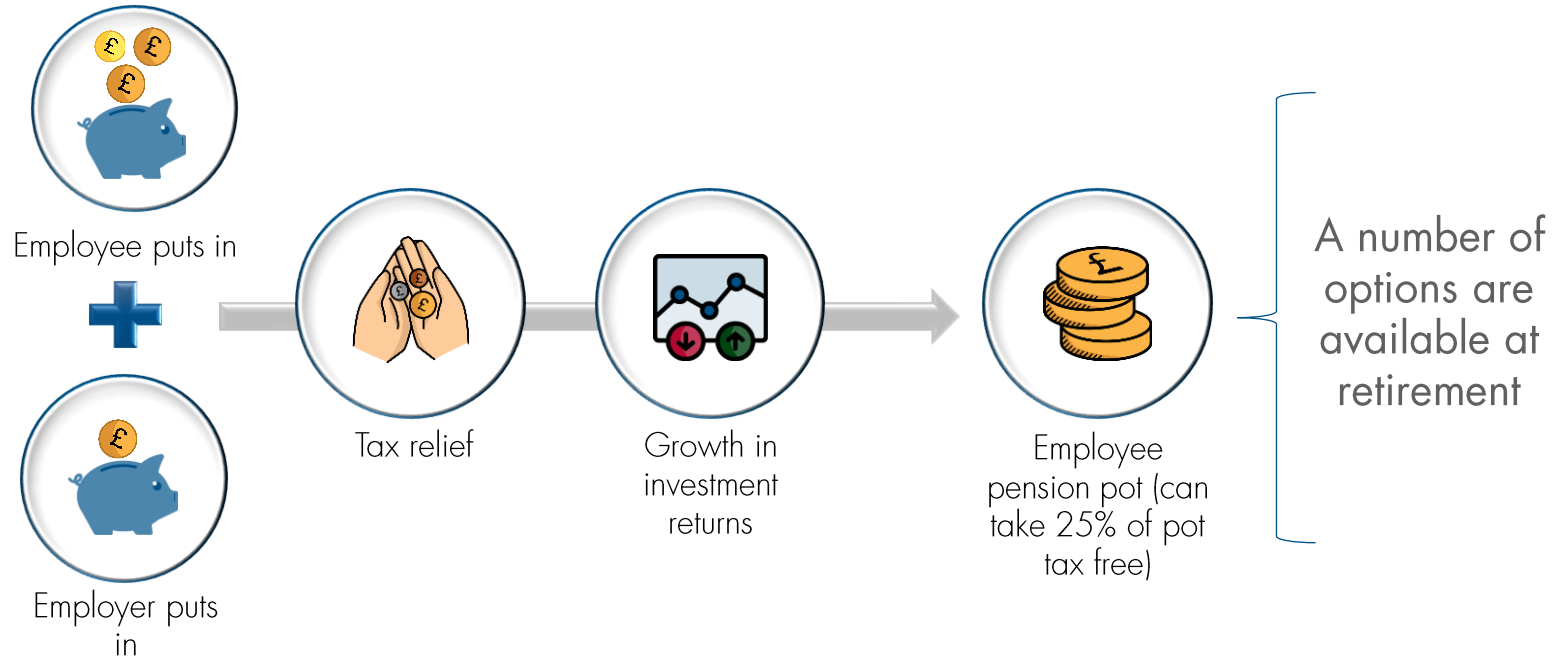 £ £
£
Employee puts in
£
Employer puts
in
£ £
£
Tax relief
Growth in
investment
returns
£
Employee
pension pot (can
take 25% of pot
tax free)
A number of
options are
available at
retirement